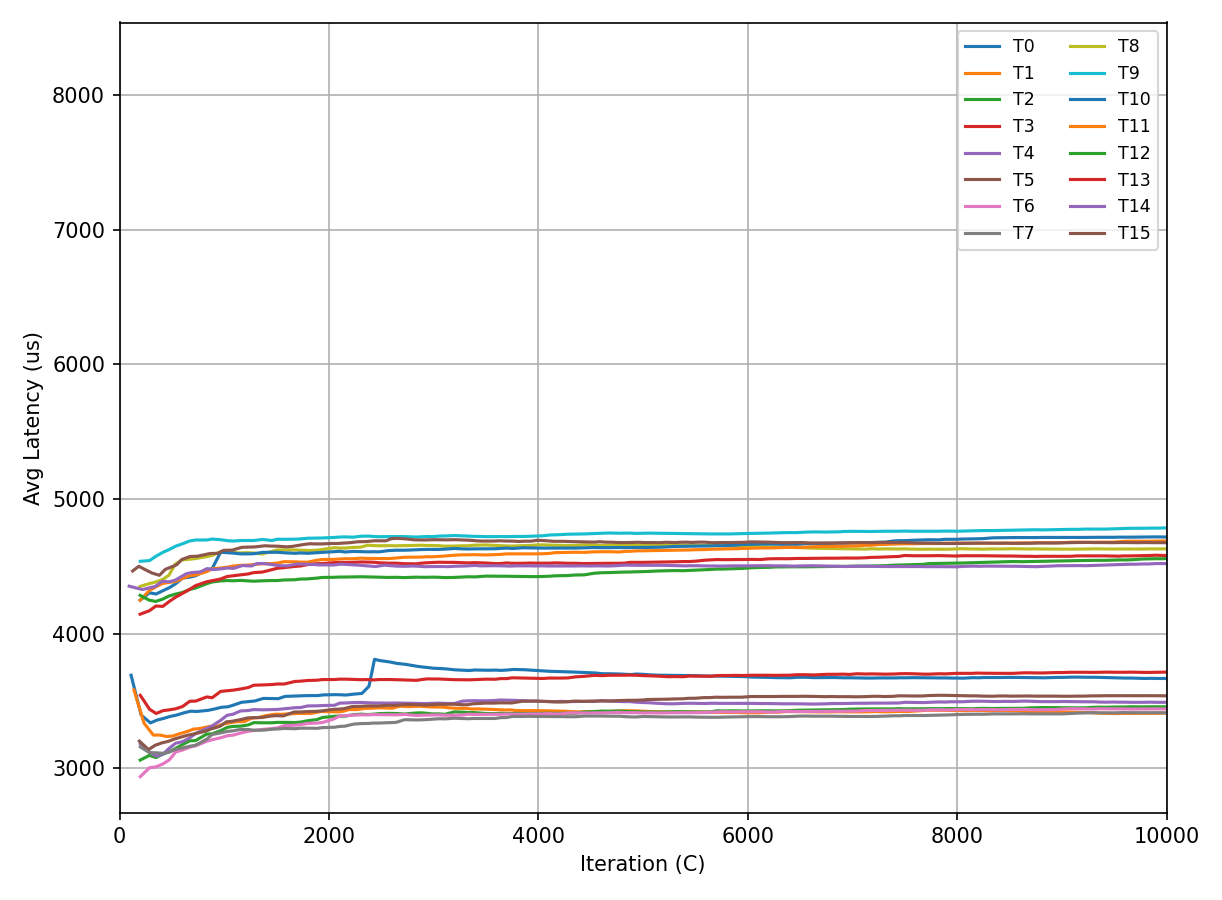 8000
7000
6000
5000
4000
3000
Avg Latency (us)
0 2000 4000 6000 8000 10000
Iteration (C)
T0 T8
T1 T9
T2 T10
T3 T11
T4 T12
T5 T13
T6 T14
T7 T15